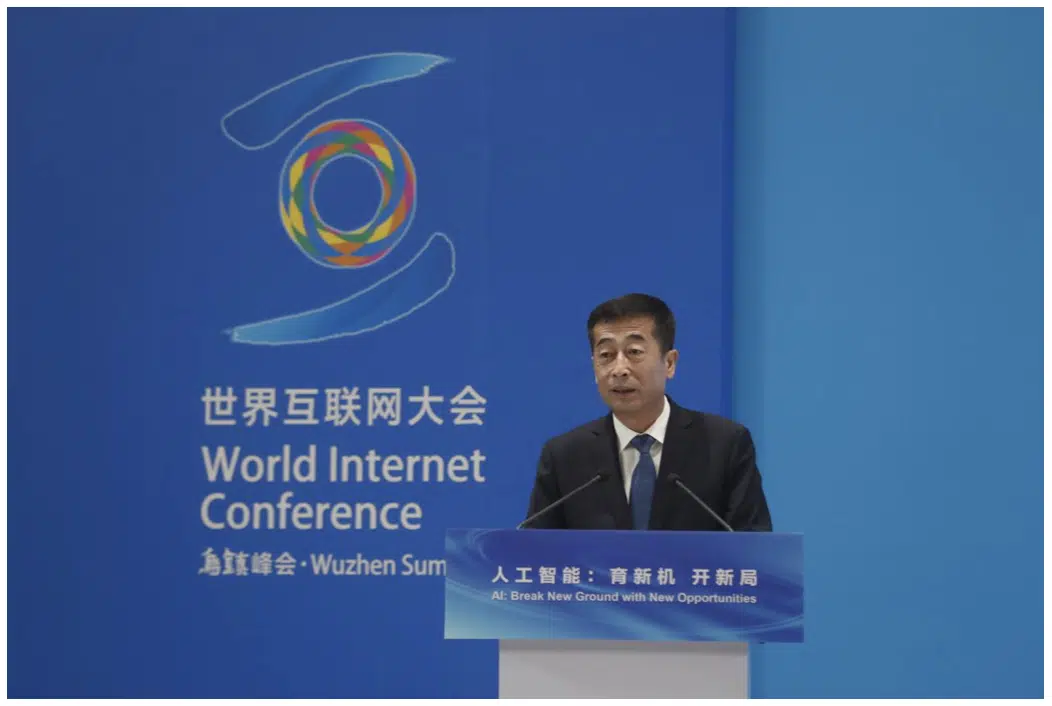 世界互联网大会
World Internet
Conference
乌镇峰会·Wuzhen Sum
人工智能：育新机 开新局
AI: Break New Ground with New Opportunities